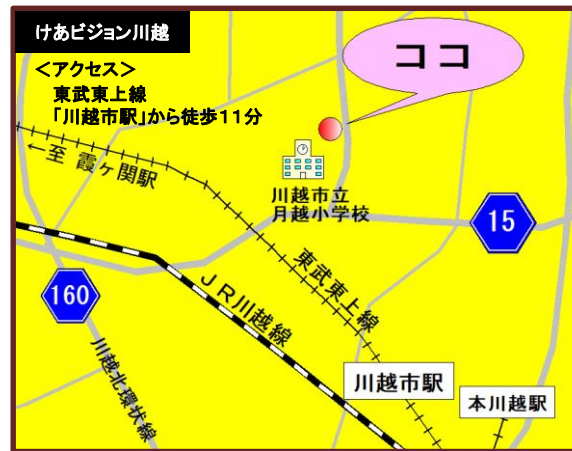 けあビジョン川越
＜アクセス＞
東武東上線
「川越市駅」から徒歩１１分
ココ
←至 霞ヶ関駅
川越市立
月越小学校
15
東武東上線
ＪＲ川越線
160
川越北環状線
川越市駅
本川越駅